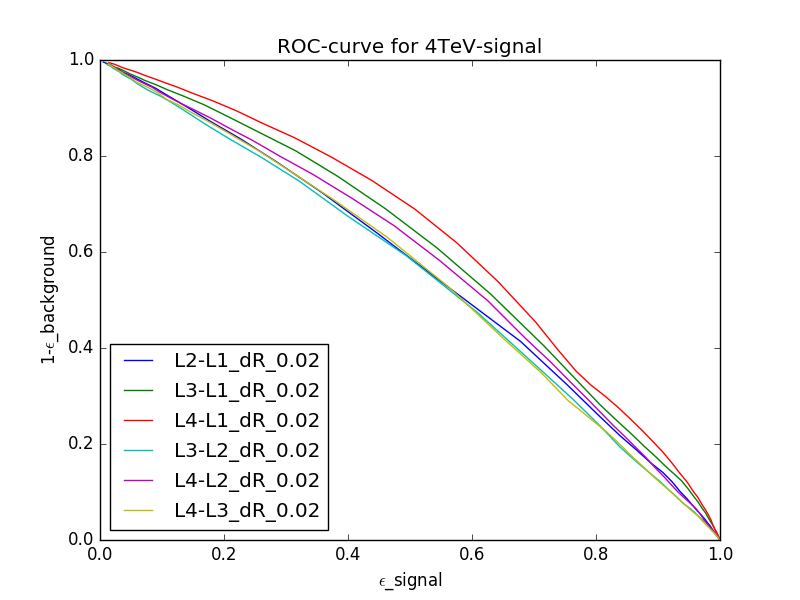 ROC-curve for 4TeV-signal
1.0
0.8
0.6
0.4
0.2
0.0
1-ϵ_background
L2-L1_dR_0.02
L3-L1_dR_0.02
L4-L1_dR_0.02
L3-L2_dR_0.02
L4-L2_dR_0.02
L4-L3_dR_0.02
0.0 0.2 0.4 0.6 0.8 1.0
ϵ_signal